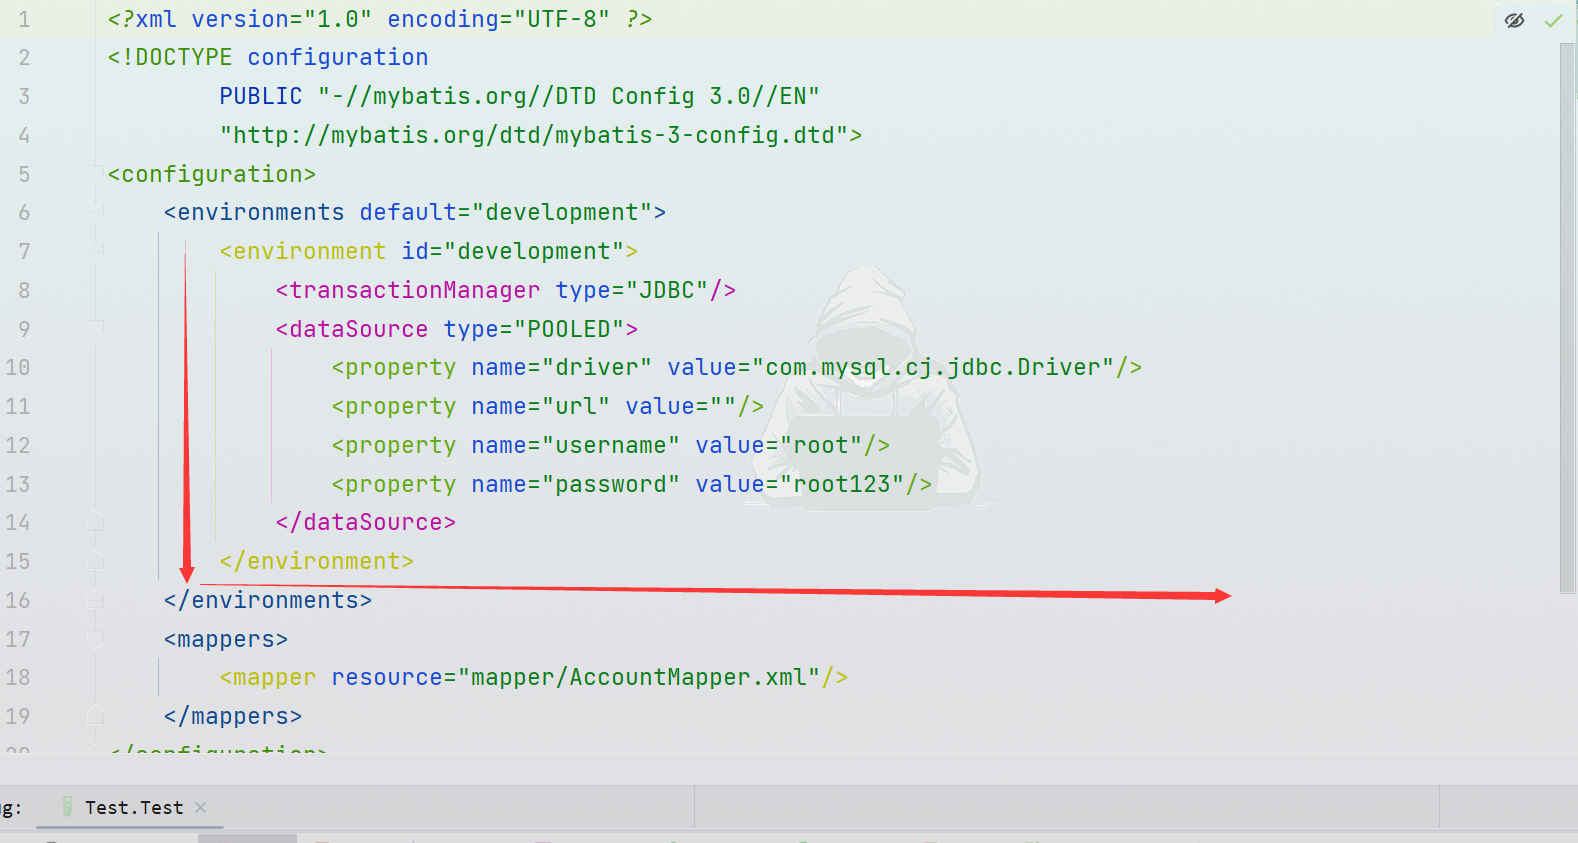 1 <?xml version="1.0" encoding="UTF-8" ?>
2 <!DOCTYPE configuration
3 PUBLIC "-//mybatis.org//DTD Config 3.0//EN"
4 "http://mybatis.org/dtd/mybatis-3-config.dtd">
5 <configuration>
6 <environments default="development">
7 <environment id="development">
8 <transactionManager type="JDBC"/>
9 <dataSource type="POOLED">
10 <property name="driver" value="com.mysql.cj.jdbc.Driver"/>
11 <property name="url" value=""/>
12 <property name="username" value="root"/>
13 <property name="password" value="root123"/>
14 </dataSource>
15 </environment>
16 </environments>
17 <mappers>
18 <mapper resource="mapper/AccountMapper.xml"/>
19 </mappers>
20 </configuration>
g: Test.Test